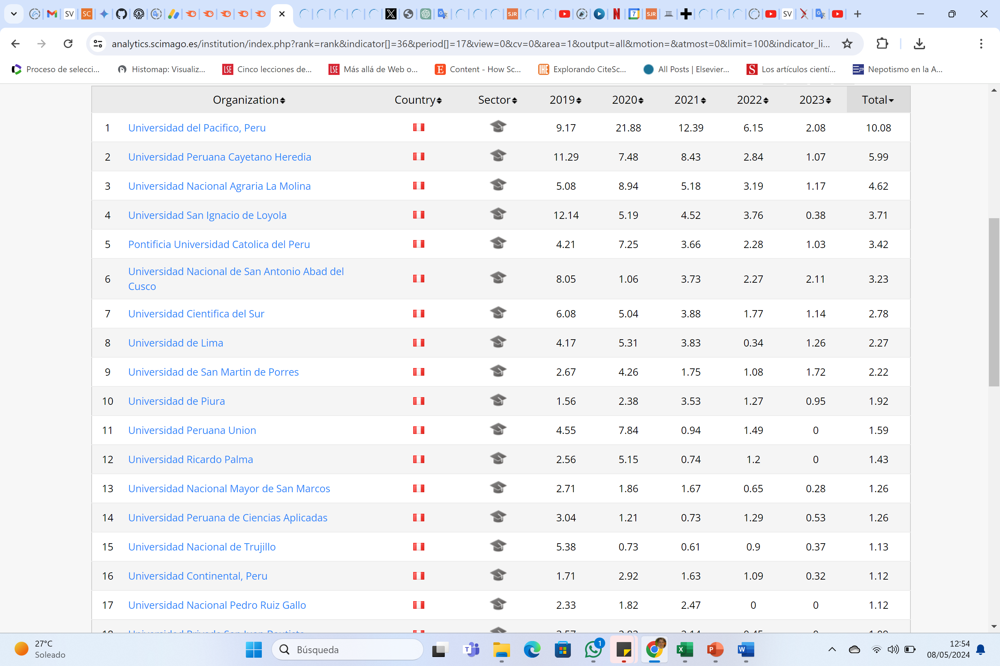 SV SC SJR 7 SJR SV
analytics.scimago.es/institution/index.php?rank=rank&indicator[]=36&period[]=17&view=0&cv=0&area=1&output=all&motion=&atmost=0&limit=100&indicator_li...
Proceso de selecci... Histomap: Visualiz... LSE Cinco lecciones de... LSE Más allá de Web o... E Content - How Sc... THE Explorando CiteSc... All Posts | Elsevier... S Los artículos cientí... Nepotismo en la A...
Organization Country Sector 2019 2020 2021 2022 2023 Total
1 Universidad del Pacifico, Peru 9.17 21.88 12.39 6.15 2.08 10.08
2 Universidad Peruana Cayetano Heredia 11.29 7.48 8.43 2.84 1.07 5.99
3 Universidad Nacional Agraria La Molina 5.08 8.94 5.18 3.19 1.17 4.62
4 Universidad San Ignacio de Loyola 12.14 5.19 4.52 3.76 0.38 3.71
5 Pontificia Universidad Catolica del Peru 4.21 7.25 3.66 2.28 1.03 3.42
6 Universidad Nacional de San Antonio Abad del
Cusco 8.05 1.06 3.73 2.27 2.11 3.23
7 Universidad Cientifica del Sur 6.08 5.04 3.88 1.77 1.14 2.78
8 Universidad de Lima 4.17 5.31 3.83 0.34 1.26 2.27
9 Universidad de San Martin de Porres 2.67 4.26 1.75 1.08 1.72 2.22
10 Universidad de Piura 1.56 2.38 3.53 1.27 0.95 1.92
11 Universidad Peruana Union 4.55 7.84 0.94 1.49 0 1.59
12 Universidad Ricardo Palma 2.56 5.15 0.74 1.2 0 1.43
13 Universidad Nacional Mayor de San Marcos 2.71 1.86 1.67 0.65 0.28 1.26
14 Universidad Peruana de Ciencias Aplicadas 3.04 1.21 0.73 1.29 0.53 1.26
15 Universidad Nacional de Trujillo 5.38 0.73 0.61 0.9 0.37 1.13
16 Universidad Continental, Peru 1.71 2.92 1.63 1.09 0.32 1.12
17 Universidad Nacional Pedro Ruiz Gallo 2.33 1.82 2.47 0 0 1.12
27°C
Soleado
Búsqueda
1
12:54
08/05/2024